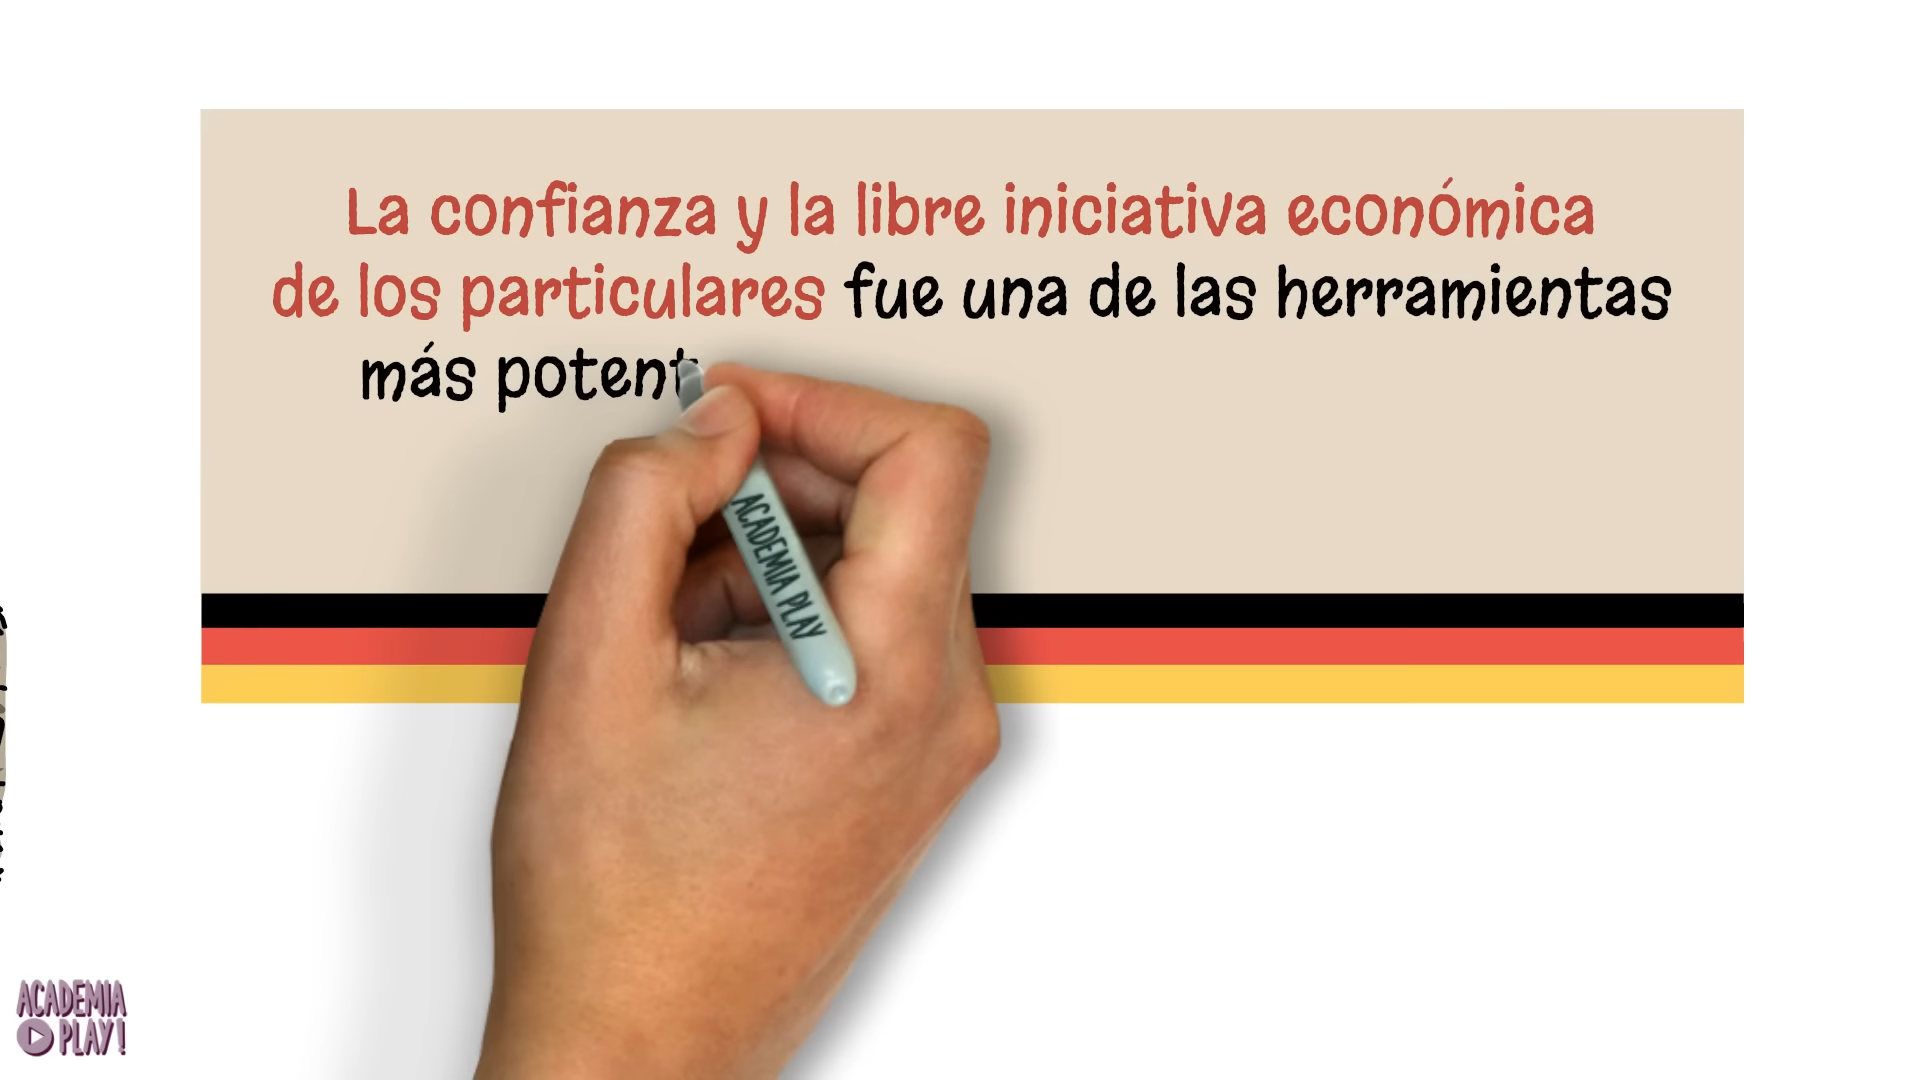 La confianza y la libre iniciativa económica
de los particulares fue una de las herramientas
más potent
ACADEMIA PLAY
ACADEMIA
PLAY!